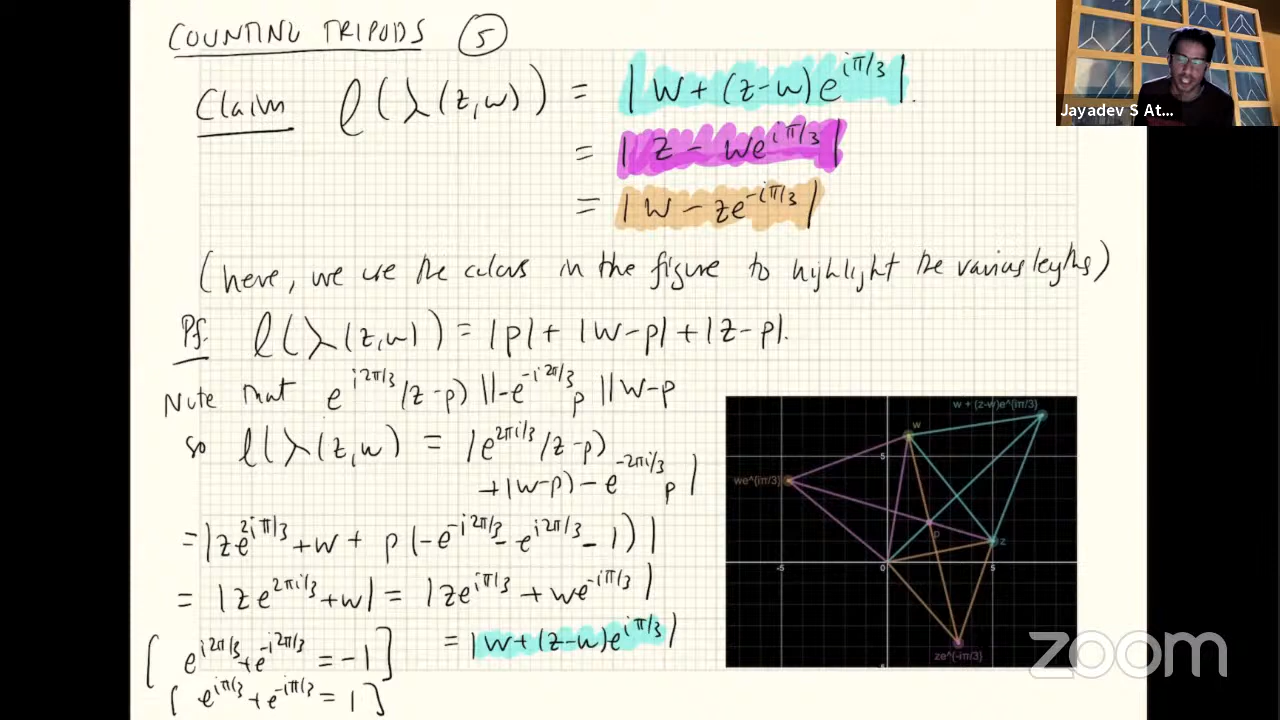 COUNTING TRIPODS 5
Claim ℓ(⅄(z,w)) = |w+(z-w)e^{iπ/3}|.
= |z-we^{iπ/3}|
= |w-ze^{-iπ/3}|
Jayadev S At...
(here, we use the colors in the figure to highlight the various lengths)
Pf. ℓ(⅄(z,w)) = |p|+|w-p|+|z-p|.
Note that e^{i2π/3}(z-p) || -e^{-i2π/3}p || w-p
so ℓ(⅄(z,w) = |e^{2πi/3}(z-p)
+(w-p)-e^{-2πi/3}p|
=|ze^{2iπ/3}+w+p(-e^{-i2π/3}-e^{i2π/3}-1)|
= |ze^{2πi/3}+w| = |ze^{iπ/3}+we^{-iπ/3}|
= |w+(z-w)e^{iπ/3}|
[e^{i2π/3}+e^{-i2π/3}=-1]
[e^{iπ/3}+e^{-iπ/3}=1]
w + (z-w)e^(iπ/3)
w
5
we^(iπ/3)
p
z
-5
0
5
ze^(-iπ/3)
-5
zoom